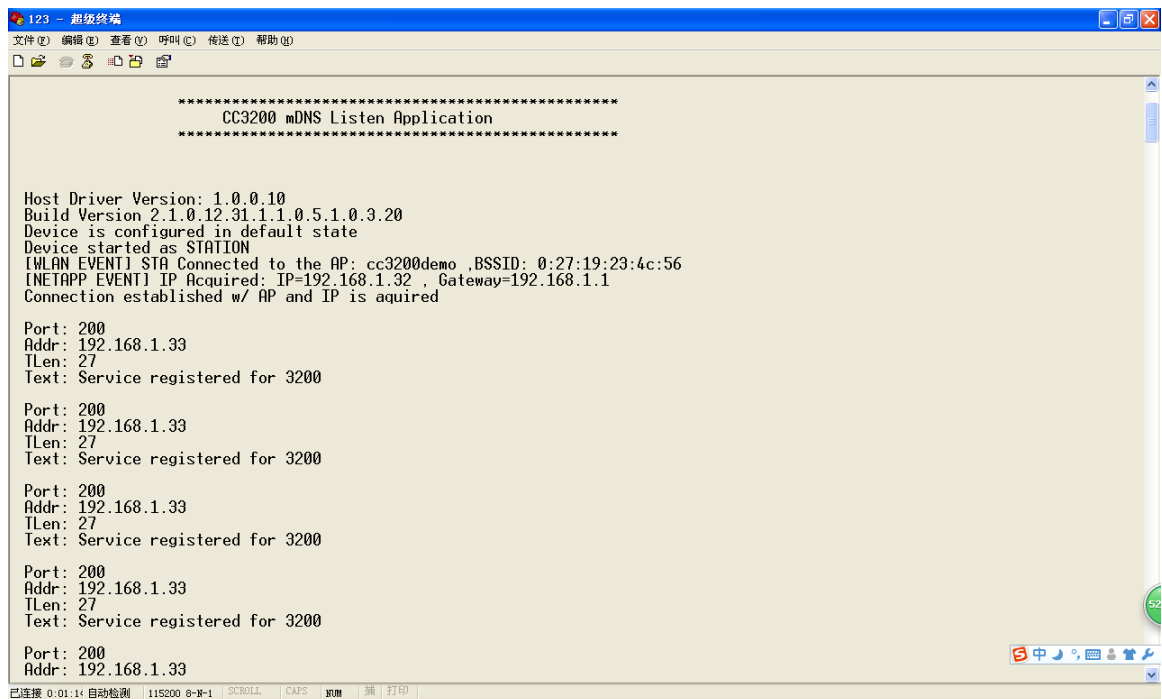 123 - 超级终端
文件(F) 编辑(E) 查看(V) 呼叫(C) 传送(T) 帮助(H)
*************************************************
CC3200 mDNS Listen Application
*************************************************
Host Driver Version: 1.0.0.10
Build Version 2.1.0.12.31.1.1.0.5.1.0.3.20
Device is configured in default state
Device started as STATION
[WLAN EVENT] STA Connected to the AP: cc3200demo ,BSSID: 0:27:19:23:4c:56
[NETAPP EVENT] IP Acquired: IP=192.168.1.32 , Gateway=192.168.1.1
Connection established w/ AP and IP is aquired
Port: 200
Addr: 192.168.1.33
TLen: 27
Text: Service registered for 3200
Port: 200
Addr: 192.168.1.33
TLen: 27
Text: Service registered for 3200
Port: 200
Addr: 192.168.1.33
TLen: 27
Text: Service registered for 3200
Port: 200
Addr: 192.168.1.33
TLen: 27
Text: Service registered for 3200
Port: 200
Addr: 192.168.1.33
52
中
已连接 0:01:14 自动检测 115200 8-N-1 SCROLL CAPS NUM 捕 打印